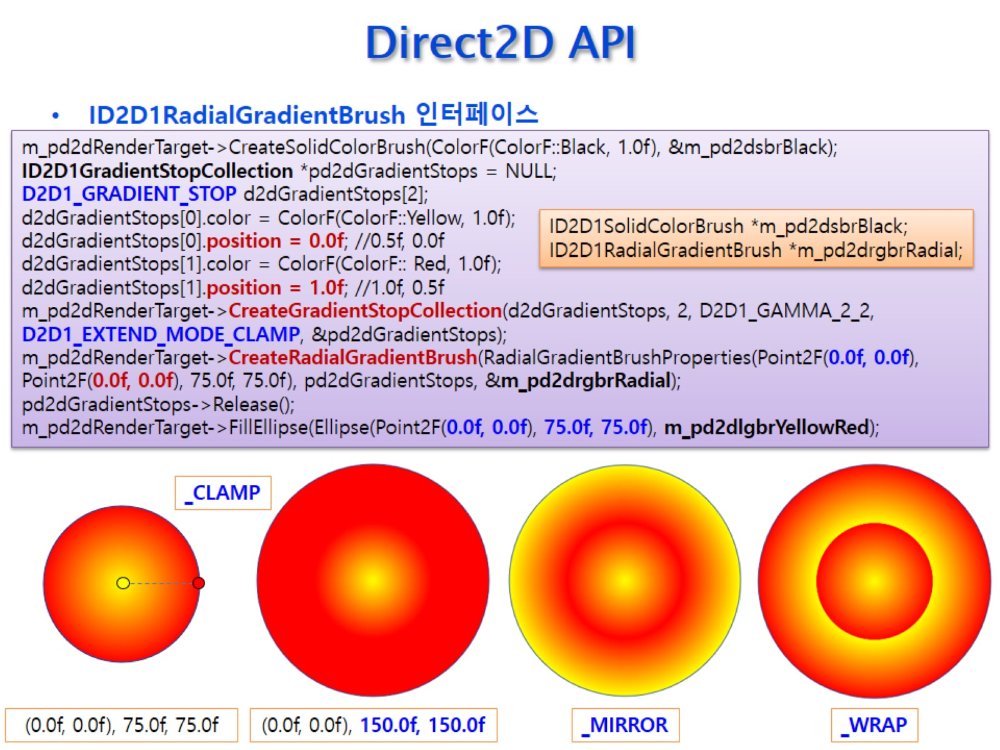 Direct2D API
• ID2D1RadialGradientBrush 인터페이스
m_pd2dRenderTarget->CreateSolidColorBrush(ColorF(ColorF::Black, 1.0f), &m_pd2dsbrBlack);
ID2D1GradientStopCollection *pd2dGradientStops = NULL;
D2D1_GRADIENT_STOP d2dGradientStops[2];
d2dGradientStops[0].color = ColorF(ColorF::Yellow, 1.0f);
d2dGradientStops[0].position = 0.0f; //0.5f, 0.0f
d2dGradientStops[1].color = ColorF(ColorF:: Red, 1.0f);
d2dGradientStops[1].position = 1.0f; //1.0f, 0.5f
m_pd2dRenderTarget->CreateGradientStopCollection(d2dGradientStops, 2, D2D1_GAMMA_2_2,
D2D1_EXTEND_MODE_CLAMP, &pd2dGradientStops);
m_pd2dRenderTarget->CreateRadialGradientBrush(RadialGradientBrushProperties(Point2F(0.0f, 0.0f),
Point2F(0.0f, 0.0f), 75.0f, 75.0f), pd2dGradientStops, &m_pd2drgbrRadial);
pd2dGradientStops->Release();
m_pd2dRenderTarget->FillEllipse(Ellipse(Point2F(0.0f, 0.0f), 75.0f, 75.0f), m_pd2dlgbrYellowRed);
ID2D1SolidColorBrush *m_pd2dsbrBlack;
ID2D1RadialGradientBrush *m_pd2drgbrRadial;
_CLAMP
(0.0f, 0.0f), 75.0f, 75.0f
(0.0f, 0.0f), 150.0f, 150.0f
_MIRROR
_WRAP